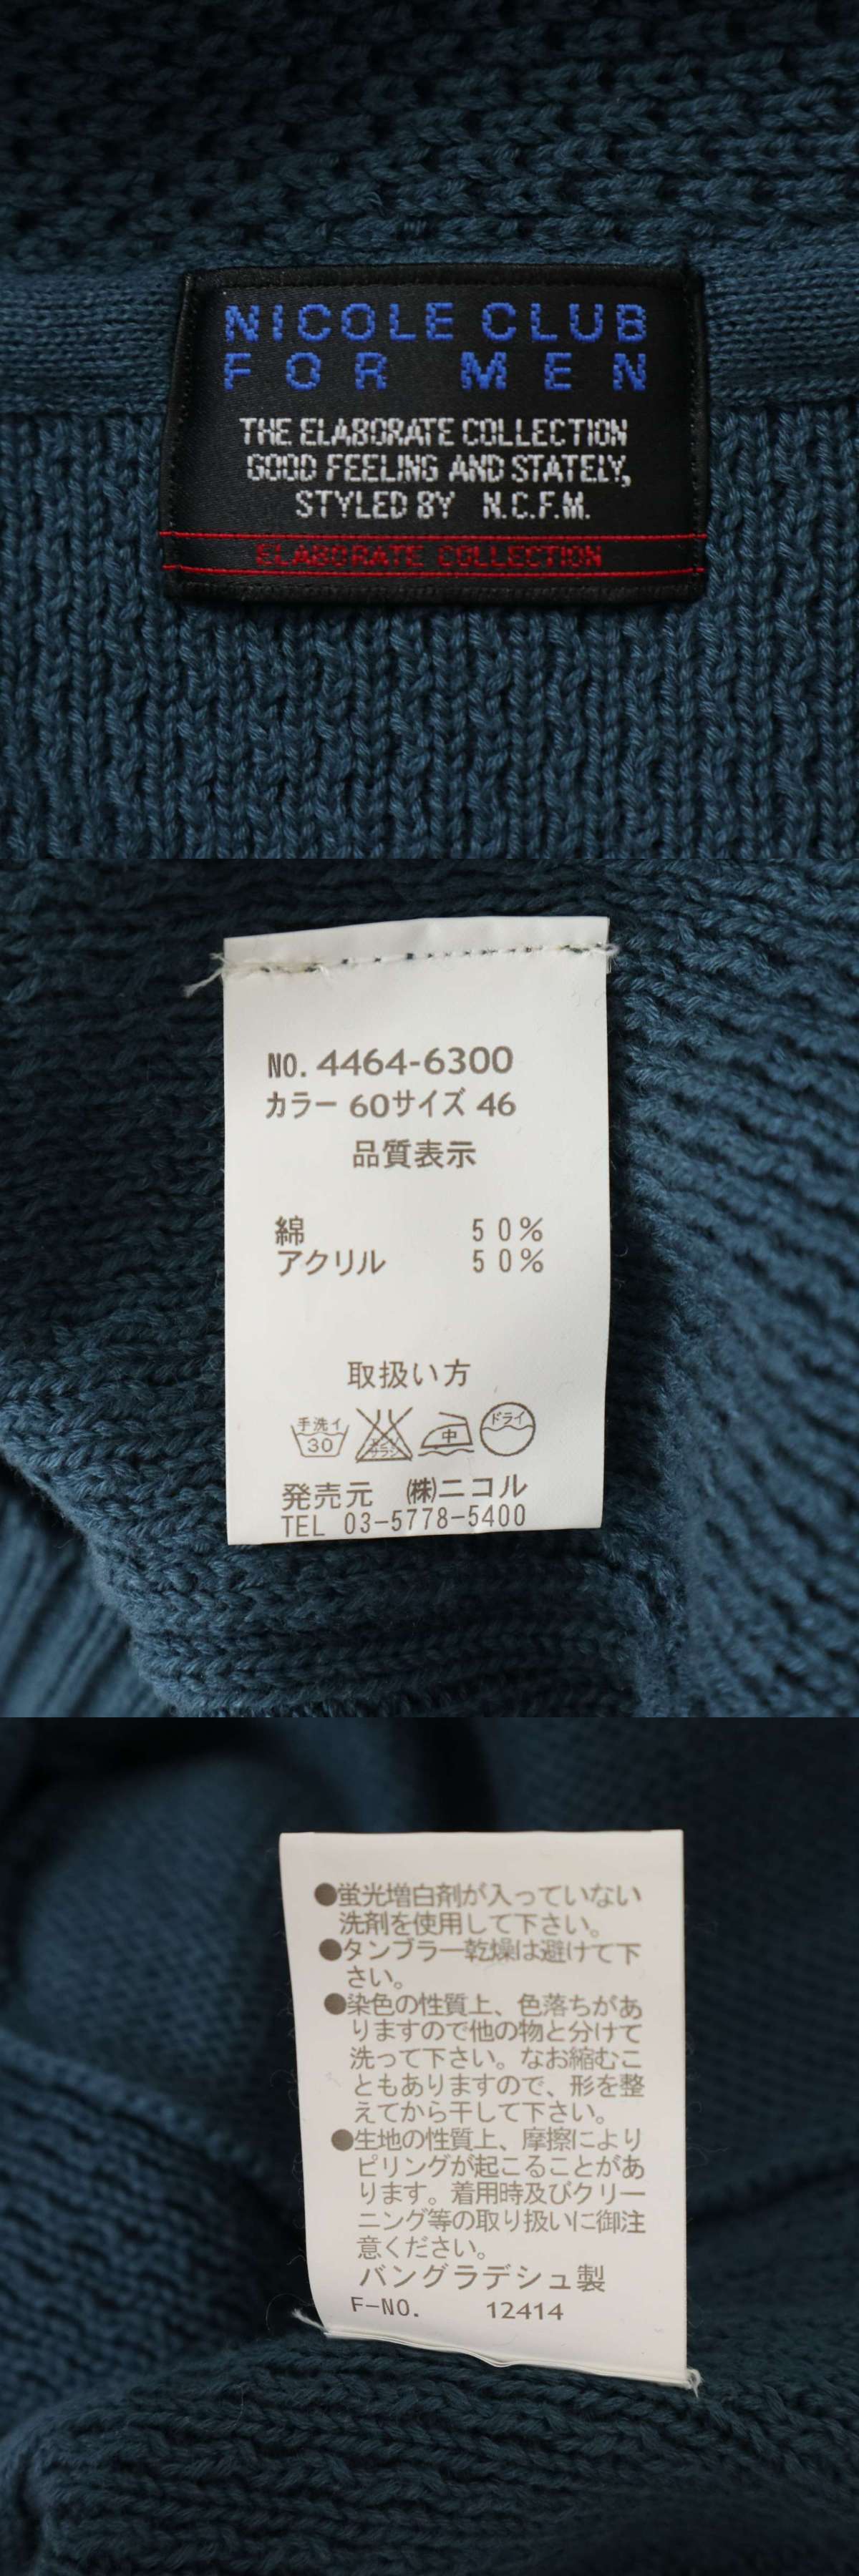 NICOLE CLUB
FOR MEN
THE ELABORATE COLLECTION
GOOD FEELING AND STATELY,
STYLED BY N.C.F.M.
ELABORATE COLLECTION
NO. 4464-6300
カラー 60サイズ 46
品質表示
綿 50%
アクリル 50%
取扱い方
手洗イ
30
エンソ
サラシ
中
ドライ
発売元 ㈱ニコル
TEL 03-5778-5400
●蛍光増白剤が入っていない
洗剤を使用して下さい。
●タンブラー乾燥は避けて下
さい。
●染色の性質上、色落ちがあ
りますので他の物と分けて
洗って下さい。なお縮むこ
ともありますので、形を整
えてから干して下さい。
●生地の性質上、摩擦により
ピリングが起こることがあ
ります。着用時及びクリー
ニング等の取り扱いに御注
意ください。
バングラデシュ製
F-NO. 12414